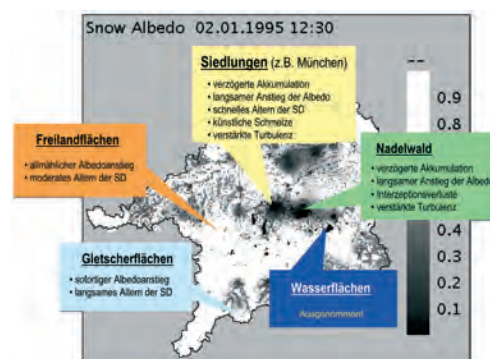 Snow Albedo 02.01.1995 12:30
Siedlungen (z.B. München)
• verzögerte Akkumulation
• langsamer Anstieg der Albedo
• schnelles Altern der SD
• künstliche Schmelze
• verstärkte Turbulenz
Freilandflächen
• allmählicher Albedoanstieg
• moderates Altern der SD
Nadelwald
• verzögerte Akkumulation
• langsamer Anstieg der Albedo
• Interzeptionsverluste
• verstärkte Turbulenz
Gletscherflächen
• sofortiger Albedoanstieg
• langsames Altern der SD
Wasserflächen
Ausgenommen!
--
0.9
0.8
0.4
0.3
0.2
0.1